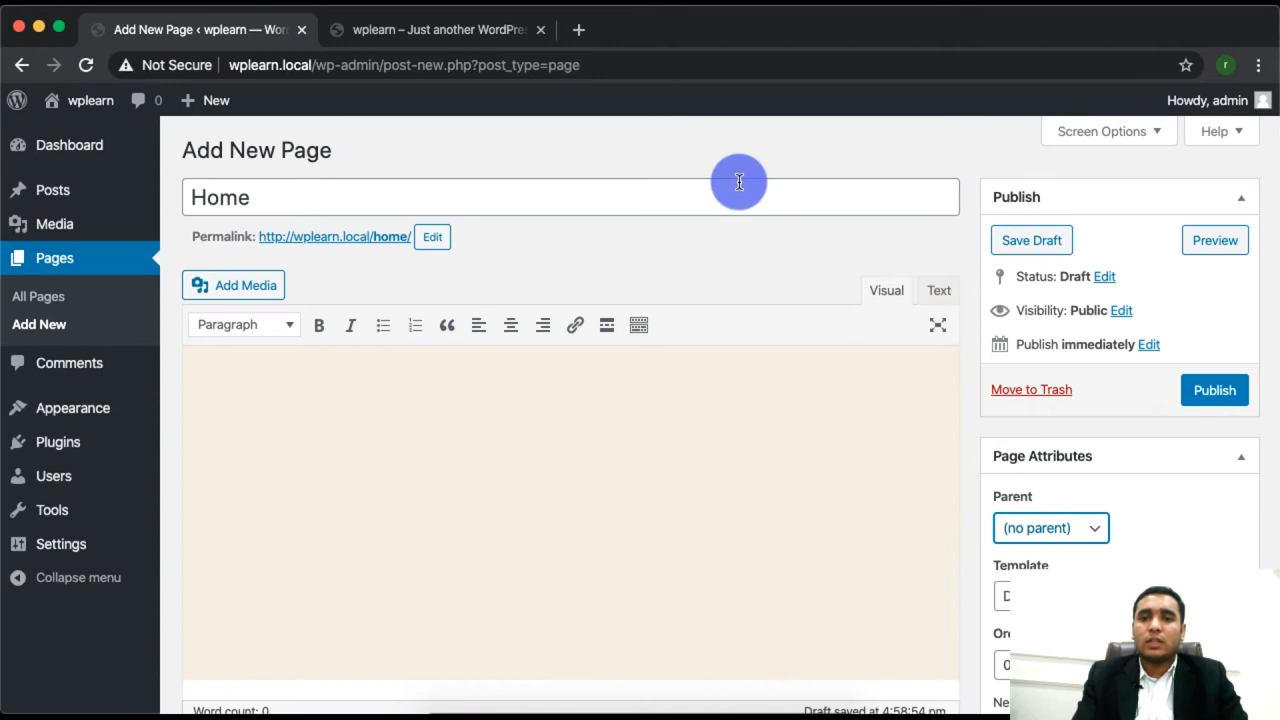 Add New Page ‹ wplearn — Wor
wplearn – Just another WordPres
Not Secure
wplearn.local/wp-admin/post-new.php?post_type=page
r
wplearn
0
New
Howdy, admin
Screen Options
Help
Dashboard
Posts
Media
Pages
All Pages
Add New
Comments
Appearance
Plugins
Users
Tools
Settings
Collapse menu
Add New Page
Home
Permalink: http://wplearn.local/home/ Edit
Add Media
Visual
Text
Paragraph
B I
Word count: 0
Draft saved at 4:58:54 pm.
Publish
Save Draft
Preview
Status: Draft Edit
Visibility: Public Edit
Publish immediately Edit
Move to Trash
Publish
Page Attributes
Parent
(no parent)
Template
D
Or
0
Ne